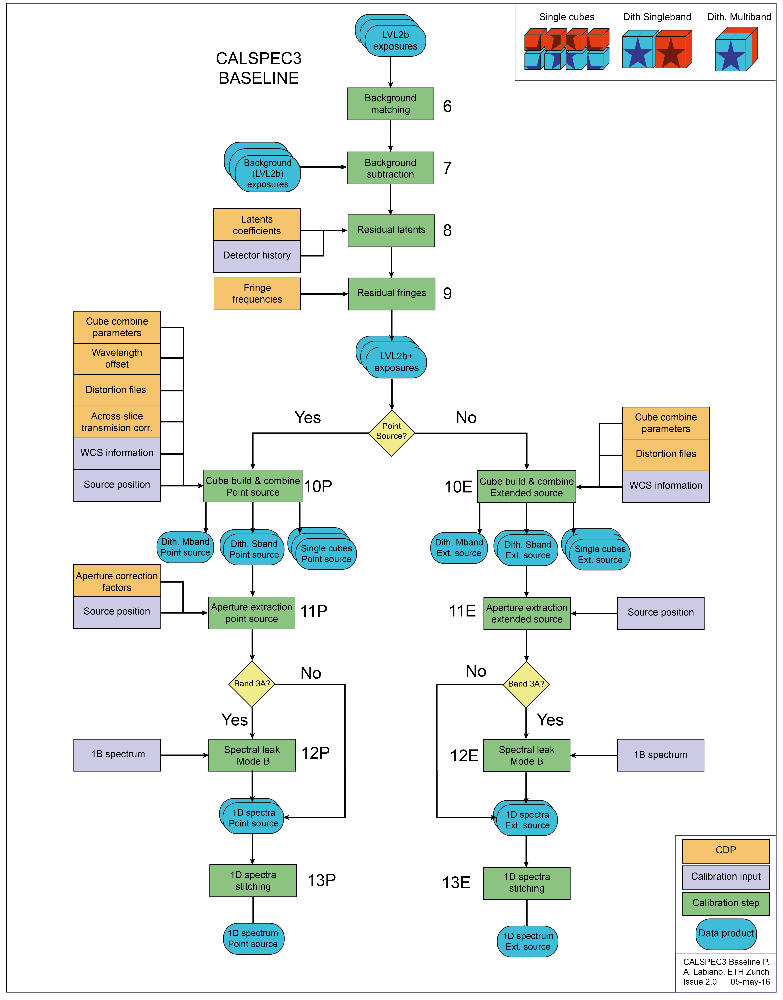 CALSPEC3
BASELINE
LVL2b
exposures
Single cubes
Dith Singleband
Dith. Multiband
Background
matching
6
Background
(LVL2b)
exposures
Background
subtraction
7
Latents
coefficients
Detector history
Residual latents
8
Fringe
frequencies
Residual fringes
9
LVL2b+
exposures
Point
Source?
Yes
No
Cube combine
parameters
Wavelength
offset
Distortion files
Across-slice
transmision corr.
WCS information
Source position
Cube build & combine
Point source
10P
10E
Cube build & combine
Extended source
Cube combine
parameters
Distortion files
WCS information
Dith. Mband
Point source
Dith. Sband
Point source
Single cubes
Point source
Dith. Mband
Ext. source
Dith. Sband
Ext. source
Single cubes
Ext. source
Aperture correction
factors
Source position
Aperture extraction
point source
11P
11E
Aperture extraction
extended source
Source position
Band 3A?
No
Yes
No
Band 3A?
Yes
1B spectrum
Spectral leak
Mode B
12P
12E
Spectral leak
Mode B
1B spectrum
1D spectra
Point source
1D spectra
Ext. source
1D spectra
stitching
13P
13E
1D spectra
stitching
1D spectrum
Point source
1D spectrum
Ext. source
CDP
Calibration input
Calibration step
Data product
CALSPEC3 Baseline P.
A. Labiano, ETH Zurich
Issue 2.0 05-may-16